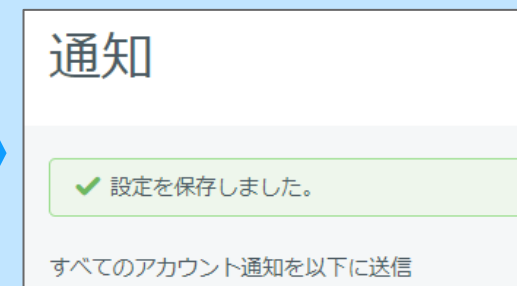 通知
設定を保存しました。
すべてのアカウント通知を以下に送信